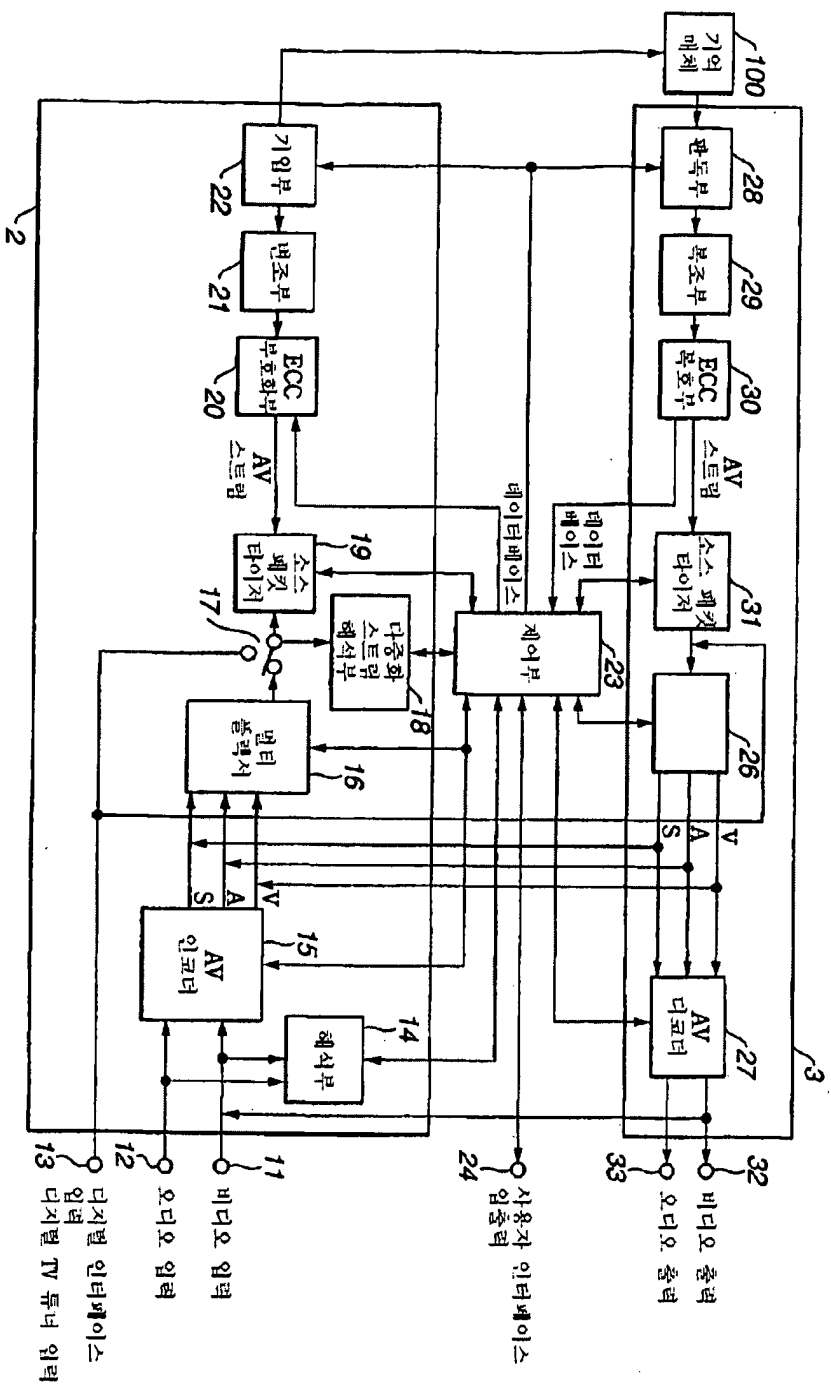 100
기억
매체
28
판독부
29
복조부
30
ECC
복호부
AV
스트림
31
소스 패킷
타이저
26
V
A
S
27
AV
디코더
3
32
비디오 출력
33
오디오 출력
데이터
베이스
데이터베이스
23
제어부
24
사용자 인터페이스
입출력
22
기입부
21
변조부
20
ECC
부호화부
AV
스트림
19
소스
패킷
타이저
17
18
다중화
스트림
해석부
16
멀티
플렉서
V
A
S
15
AV
인코더
14
해석부
11
비디오 입력
12
오디오 입력
13
디지털 인터페이스
입력
디지털 TV 튜너 입력
2